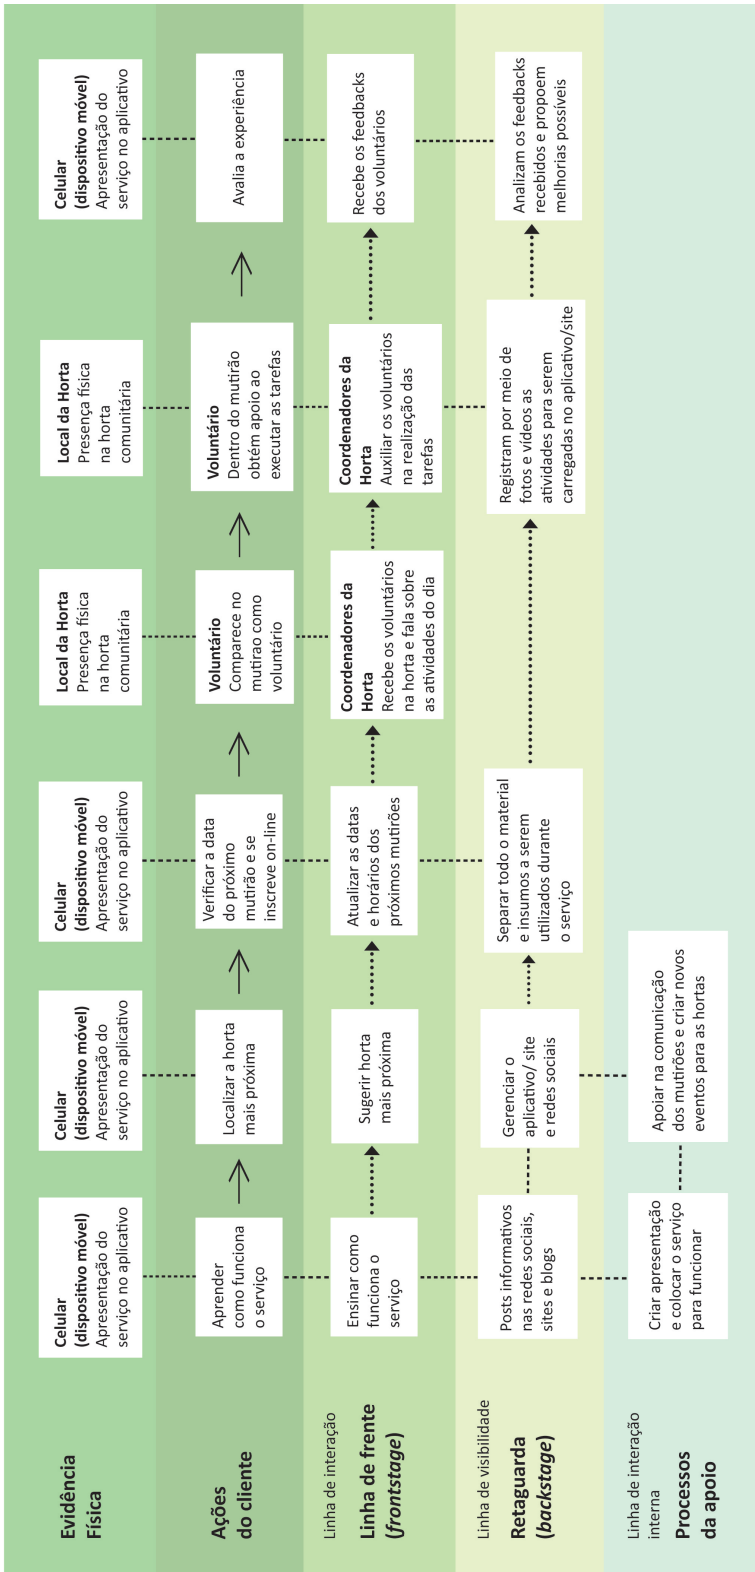 Evidência
Física
Celular
(dispositivo móvel)
Apresentação do
serviço no aplicativo
Celular
(dispositivo móvel)
Apresentação do
serviço no aplicativo
Celular
(dispositivo móvel)
Apresentação do
serviço no aplicativo
Local da Horta
Presença física
na horta
comunitária
Local da Horta
Presença física
na horta
comunitária
Celular
(dispositivo móvel)
Apresentação do
serviço no aplicativo
Ações
do cliente
Aprender
como funciona
o serviço
Localizar a horta
mais próxima
Verificar a data
do próximo
mutirão e se
inscreve on-line
Voluntário
Comparece no
mutirao como
voluntário
Voluntário
Dentro do mutirão
obtém apoio ao
executar as tarefas
Avalia a experiência
Linha de interação
Linha de frente
(frontstage)
Ensinar como
funciona o
serviço
Sugerir horta
mais próxima
Atualizar as datas
e horários dos
próximos mutirões
Coordenadores da
Horta
Recebe os voluntários
na horta e fala sobre
as atividades do dia
Coordenadores da
Horta
Auxiliar os voluntários
na realização das
tarefas
Recebe os feedbacks
dos voluntários
Linha de visibilidade
Retaguarda
(backstage)
Posts informativos
nas redes sociais,
sites e blogs
Gerenciar o
aplicativo/ site
e redes sociais
Separar todo o material
e insumos a serem
utilizados durante
o serviço
Registram por meio de
fotos e vídeos as
atividades para serem
carregadas no aplicativo/site
Analizam os feedbacks
recebidos e propoem
melhorias possíveis
Linha de interação
interna
Processos
da apoio
Criar apresentação
e colocar o serviço
para funcionar
Apoiar na comunicação
dos mutirões e criar novos
eventos para as hortas